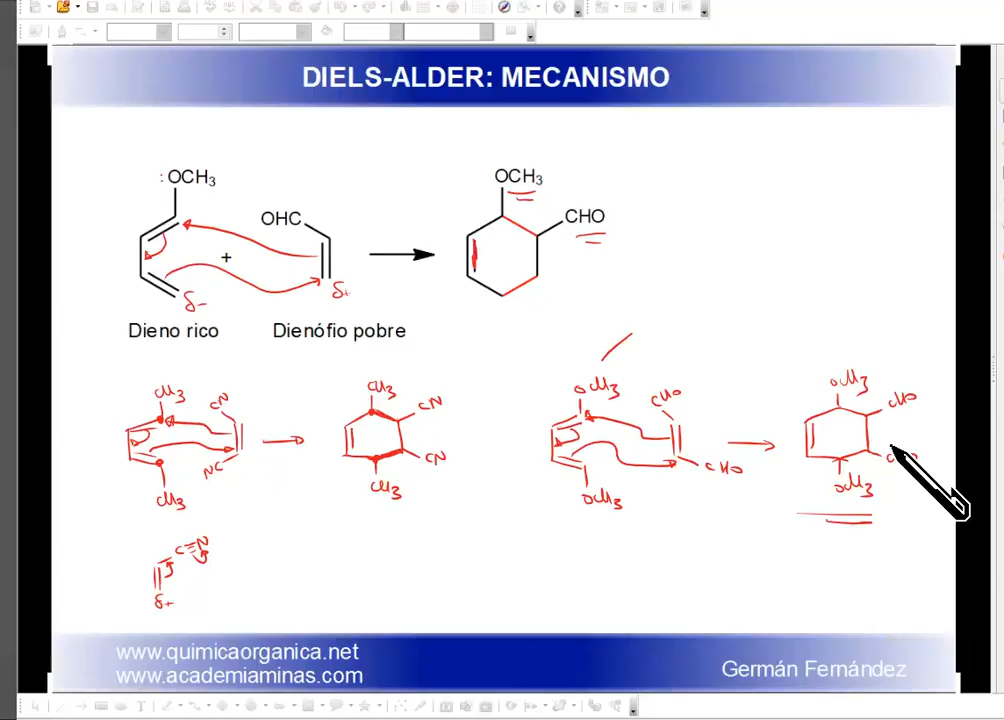 DIELS-ALDER: MECANISMO
:OCH3
OHC
+
δ-
δ+
OCH3
CHO
Dieno rico
Dienófio pobre
CH3
CN
NC
CH3
CH3
CN
CN
CH3
OCH3
CHO
CHO
OCH3
OCH3
CHO
OCH3
C≡N
δ+
www.quimicaorganica.net
www.academiaminas.com
Germán Fernández